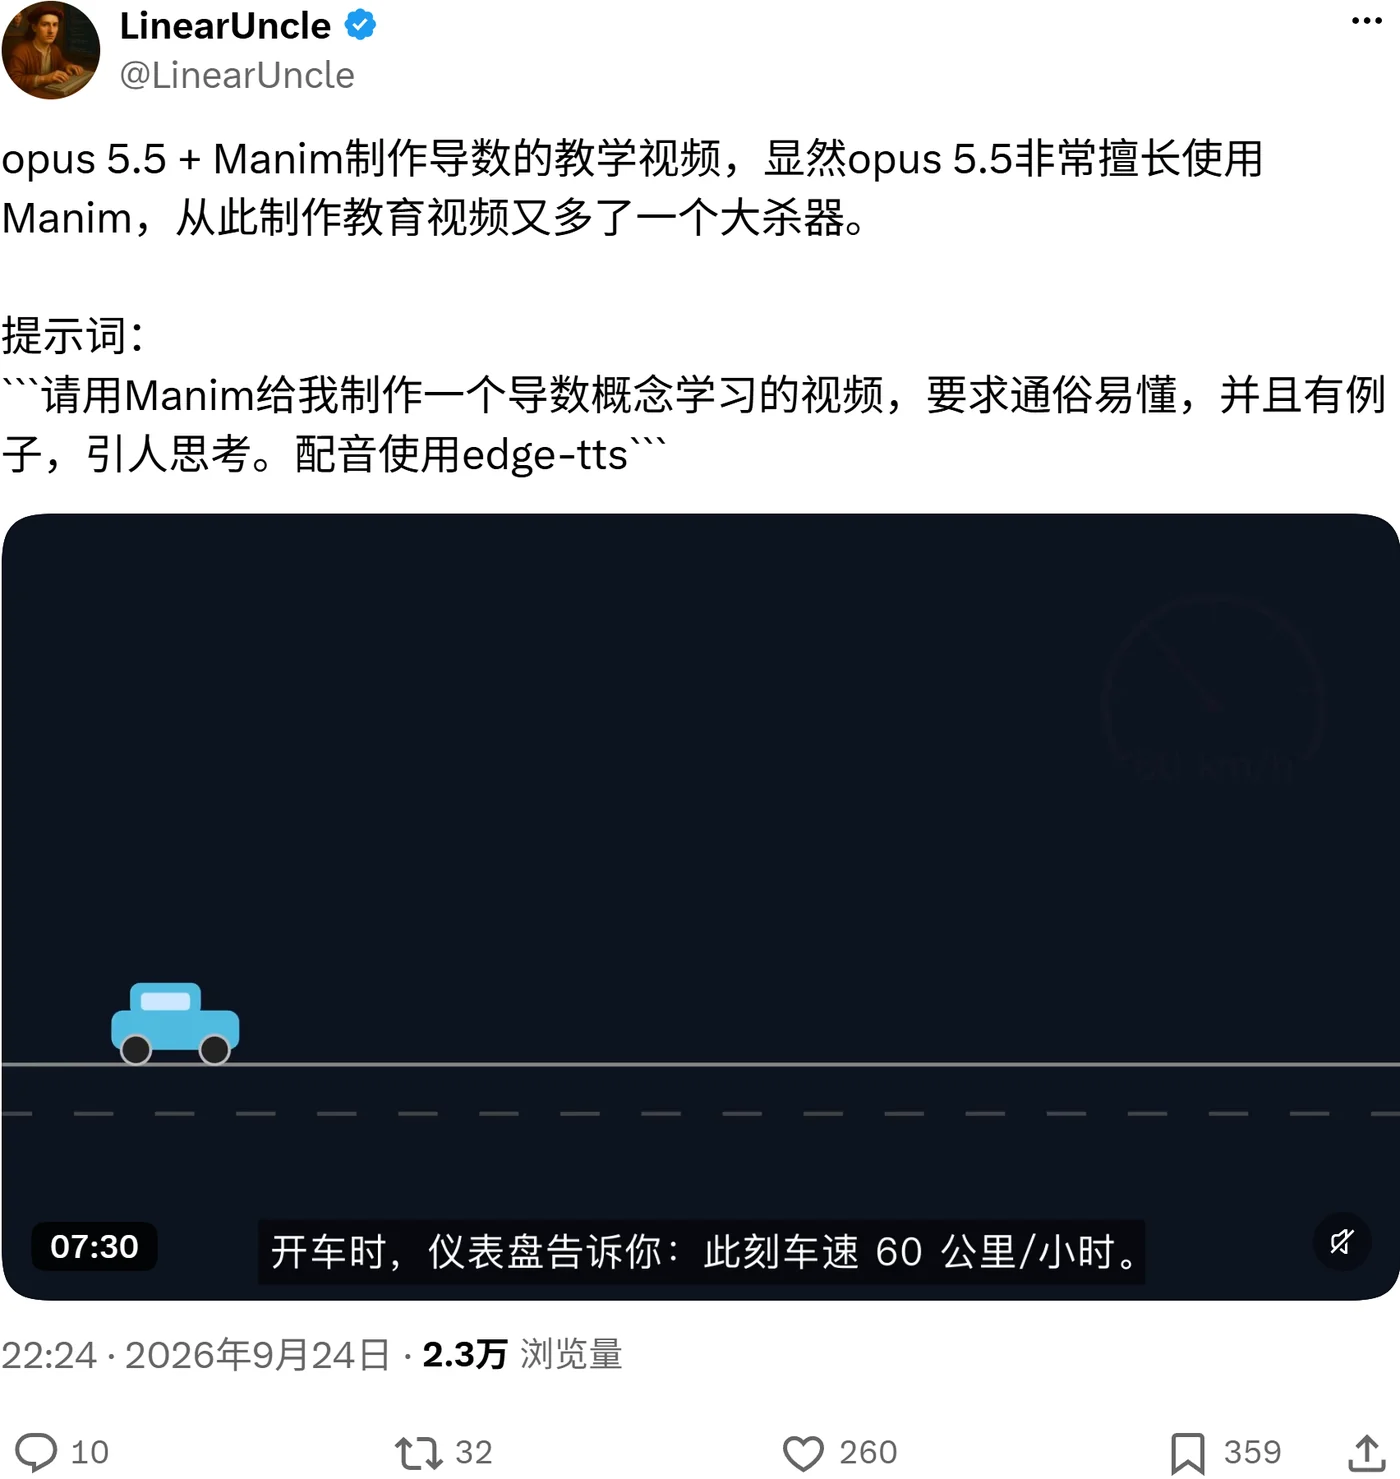 LinearUncle
@LinearUncle
opus 5.5 + Manim制作导数的教学视频，显然opus 5.5非常擅长使用
Manim，从此制作教育视频又多了一个大杀器。
提示词：
```请用Manim给我制作一个导数概念学习的视频，要求通俗易懂，并且有例
子，引人思考。配音使用edge-tts```
60 km/h
07:30
开车时，仪表盘告诉你：此刻车速 60 公里/小时。
22:24 · 2026年9月24日 · 2.3万 浏览量
10 32 260 359